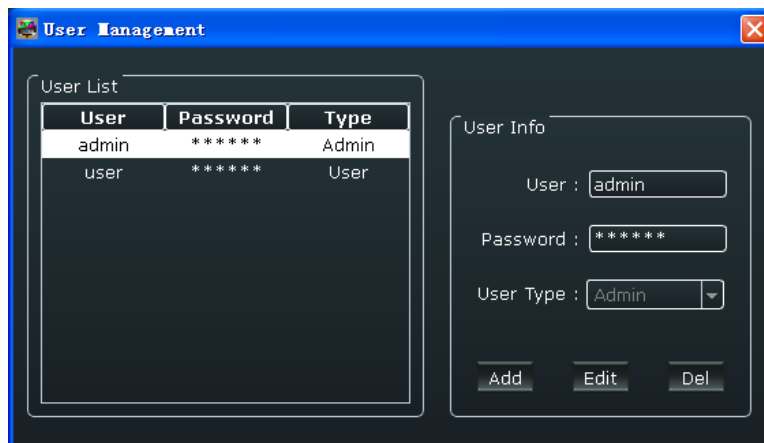 User Management
User List
User Password Type
admin ****** Admin
user ****** User
User Info
User : admin
Password : ******
User Type : Admin
Add Edit Del